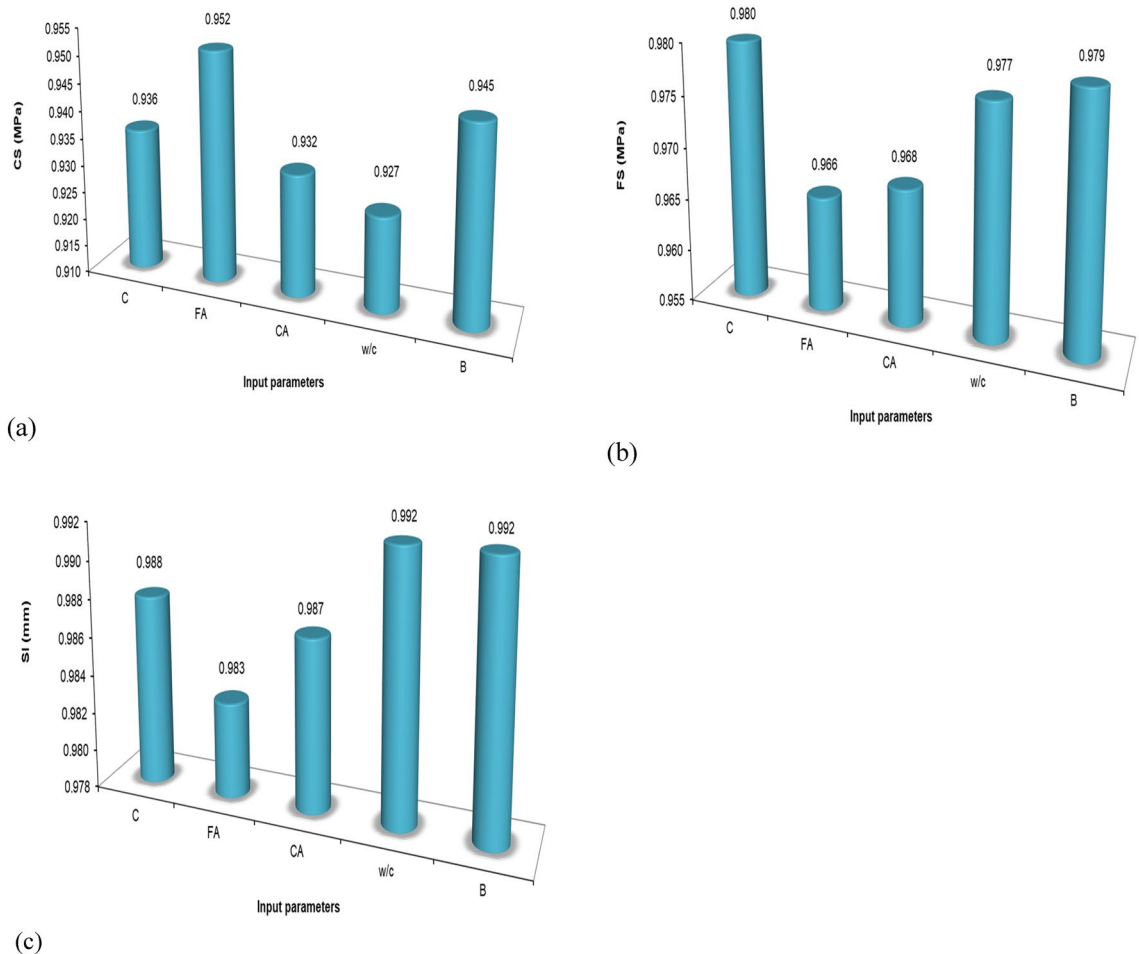 CS (MPa)
0.955
0.950
0.945
0.940
0.935
0.930
0.925
0.920
0.915
0.910
0.936
0.952
0.932
0.927
0.945
C
FA
CA
w/c
B
Input parameters
(a)
FS (MPa)
0.980
0.975
0.970
0.965
0.960
0.955
0.980
0.966
0.968
0.977
0.979
C
FA
CA
w/c
B
Input parameters
(b)
SI (mm)
0.992
0.990
0.988
0.986
0.984
0.982
0.980
0.978
0.988
0.983
0.987
0.992
0.992
C
FA
CA
w/c
B
Input parameters
(c)